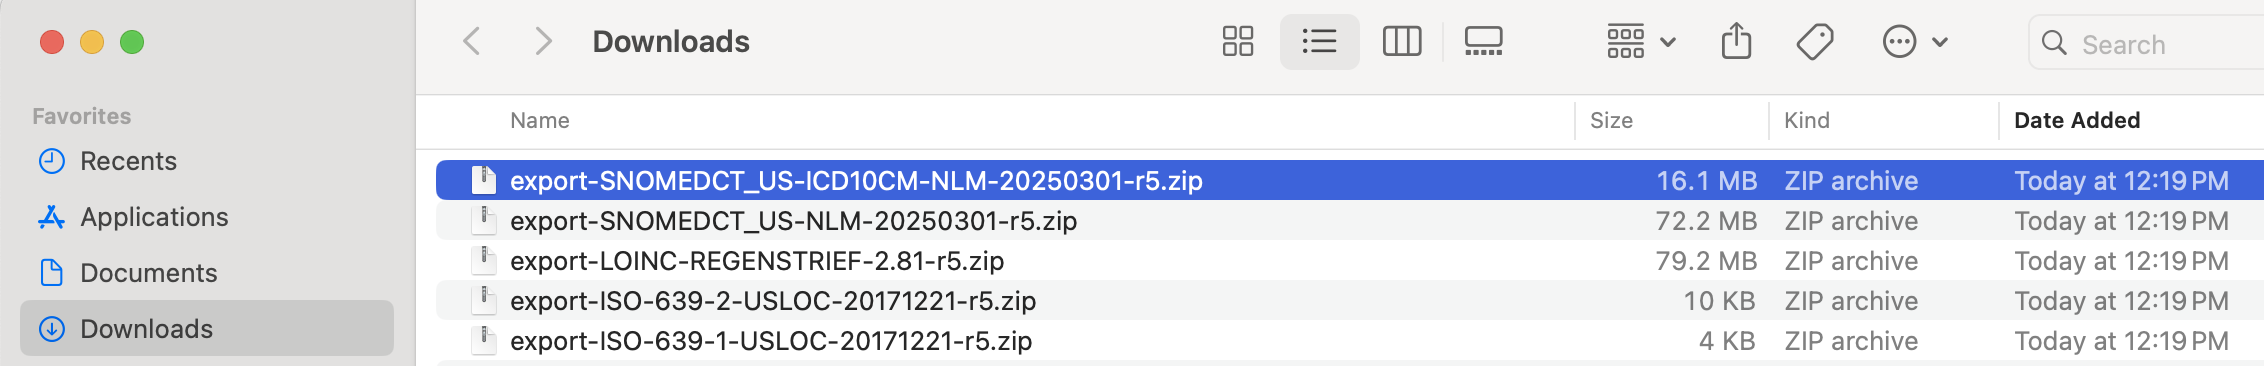 Downloads
Search
Favorites
Recents
Applications
Documents
Downloads
Name Size Kind Date Added
export-SNOMEDCT_US-ICD10CM-NLM-20250301-r5.zip 16.1 MB ZIP archive Today at 12:19 PM
export-SNOMEDCT_US-NLM-20250301-r5.zip 72.2 MB ZIP archive Today at 12:19 PM
export-LOINC-REGENSTRIEF-2.81-r5.zip 79.2 MB ZIP archive Today at 12:19 PM
export-ISO-639-2-USLOC-20171221-r5.zip 10 KB ZIP archive Today at 12:19 PM
export-ISO-639-1-USLOC-20171221-r5.zip 4 KB ZIP archive Today at 12:19 PM